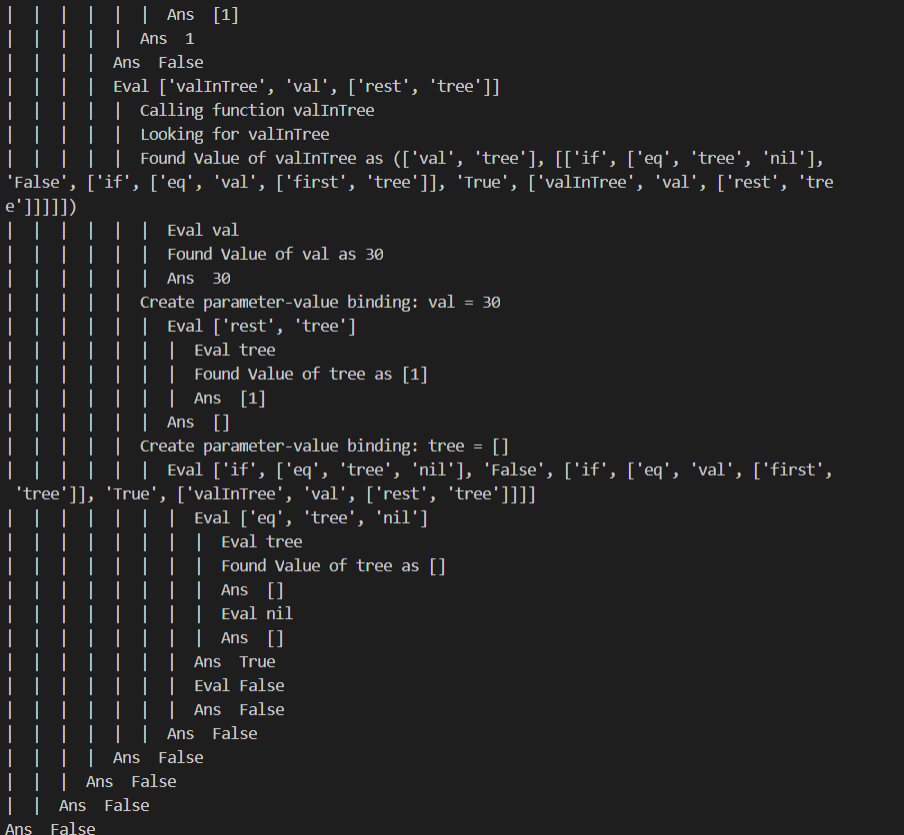 | | | | | | Ans [1]
| | | | | Ans 1
| | | | Ans False
| | | | Eval ['valInTree', 'val', ['rest', 'tree']]
| | | | | Calling function valInTree
| | | | | Looking for valInTree
| | | | | Found Value of valInTree as (['val', 'tree'], [['if', ['eq', 'tree', 'nil'],
'False', ['if', ['eq', 'val', ['first', 'tree']], 'True', ['valInTree', 'val', ['rest', 'tre
e']]]]])
| | | | | | Eval val
| | | | | | Found Value of val as 30
| | | | | | Ans 30
| | | | | Create parameter-value binding: val = 30
| | | | | | Eval ['rest', 'tree']
| | | | | | | Eval tree
| | | | | | | Found Value of tree as [1]
| | | | | | | Ans [1]
| | | | | | Ans []
| | | | | Create parameter-value binding: tree = []
| | | | | | Eval ['if', ['eq', 'tree', 'nil'], 'False', ['if', ['eq', 'val', ['first',
'tree']], 'True', ['valInTree', 'val', ['rest', 'tree']]]]
| | | | | | | Eval ['eq', 'tree', 'nil']
| | | | | | | | Eval tree
| | | | | | | | Found Value of tree as []
| | | | | | | | Ans []
| | | | | | | | Eval nil
| | | | | | | | Ans []
| | | | | | | Ans True
| | | | | | | Eval False
| | | | | | | Ans False
| | | | | | Ans False
| | | | Ans False
| | | Ans False
| | Ans False
Ans False